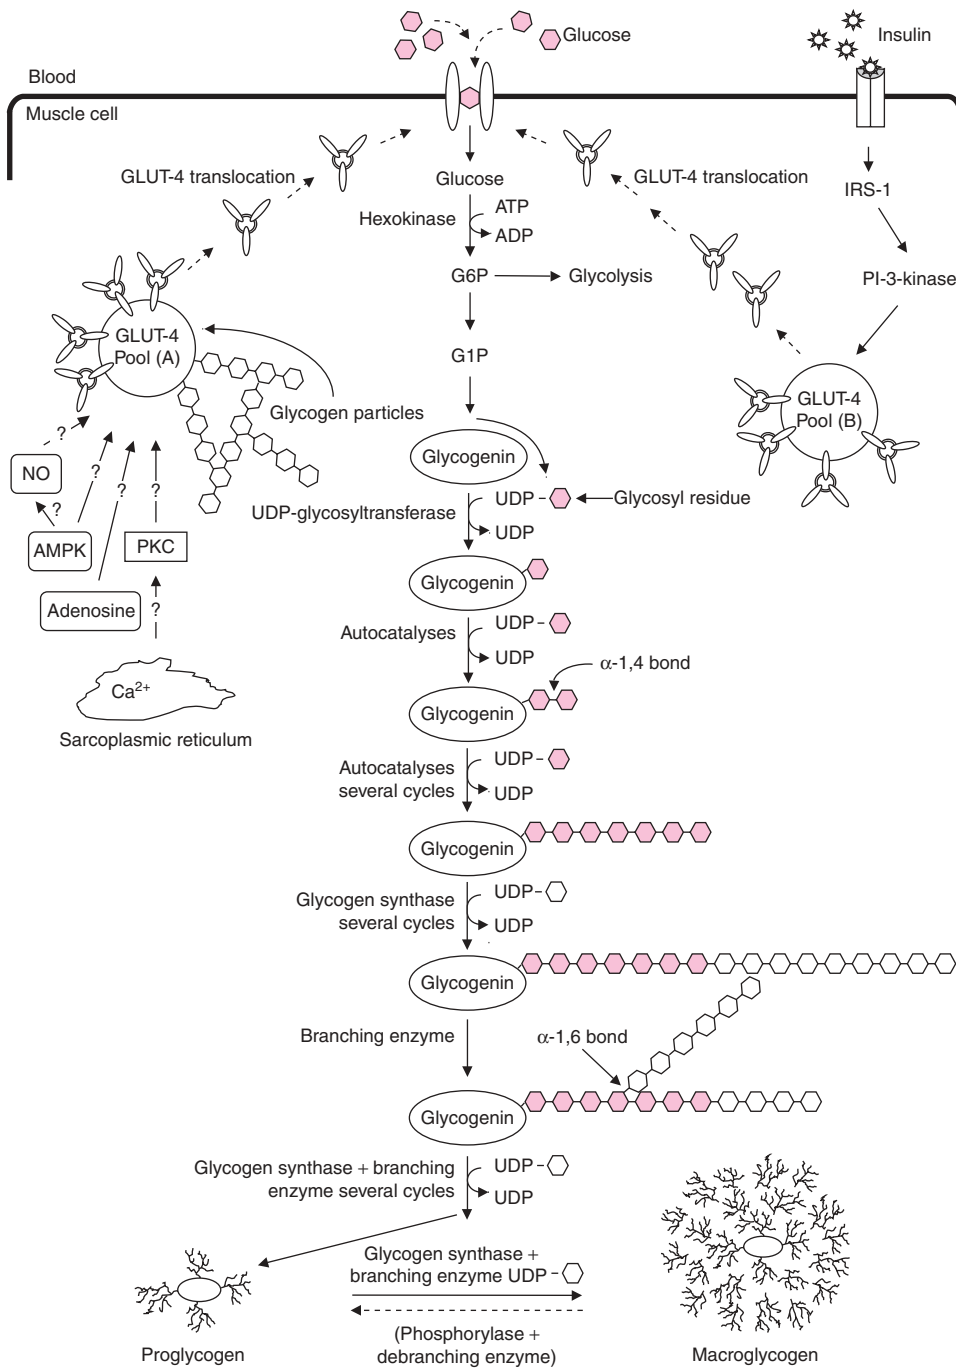 Glucose
Insulin
Blood
Muscle cell
GLUT-4 translocation
Glucose
GLUT-4 translocation
IRS-1
Hexokinase
ATP
ADP
G6P
Glycolysis
PI-3-kinase
GLUT-4
Pool (A)
G1P
GLUT-4
Pool (B)
Glycogen particles
?
?
?
?
?
NO
AMPK
PKC
Adenosine
?
Ca2+
Sarcoplasmic reticulum
Glycogenin
UDP-glycosyltransferase
UDP
Glycosyl residue
UDP
Glycogenin
Autocatalyses
UDP
UDP
α-1,4 bond
Glycogenin
Autocatalyses
several cycles
UDP
UDP
Glycogenin
Glycogen synthase
several cycles
UDP
UDP
Glycogenin
Branching enzyme
α-1,6 bond
Glycogenin
Glycogen synthase + branching
enzyme several cycles
UDP
UDP
Glycogen synthase +
branching enzyme UDP
(Phosphorylase +
debranching enzyme)
Proglycogen
Macroglycogen